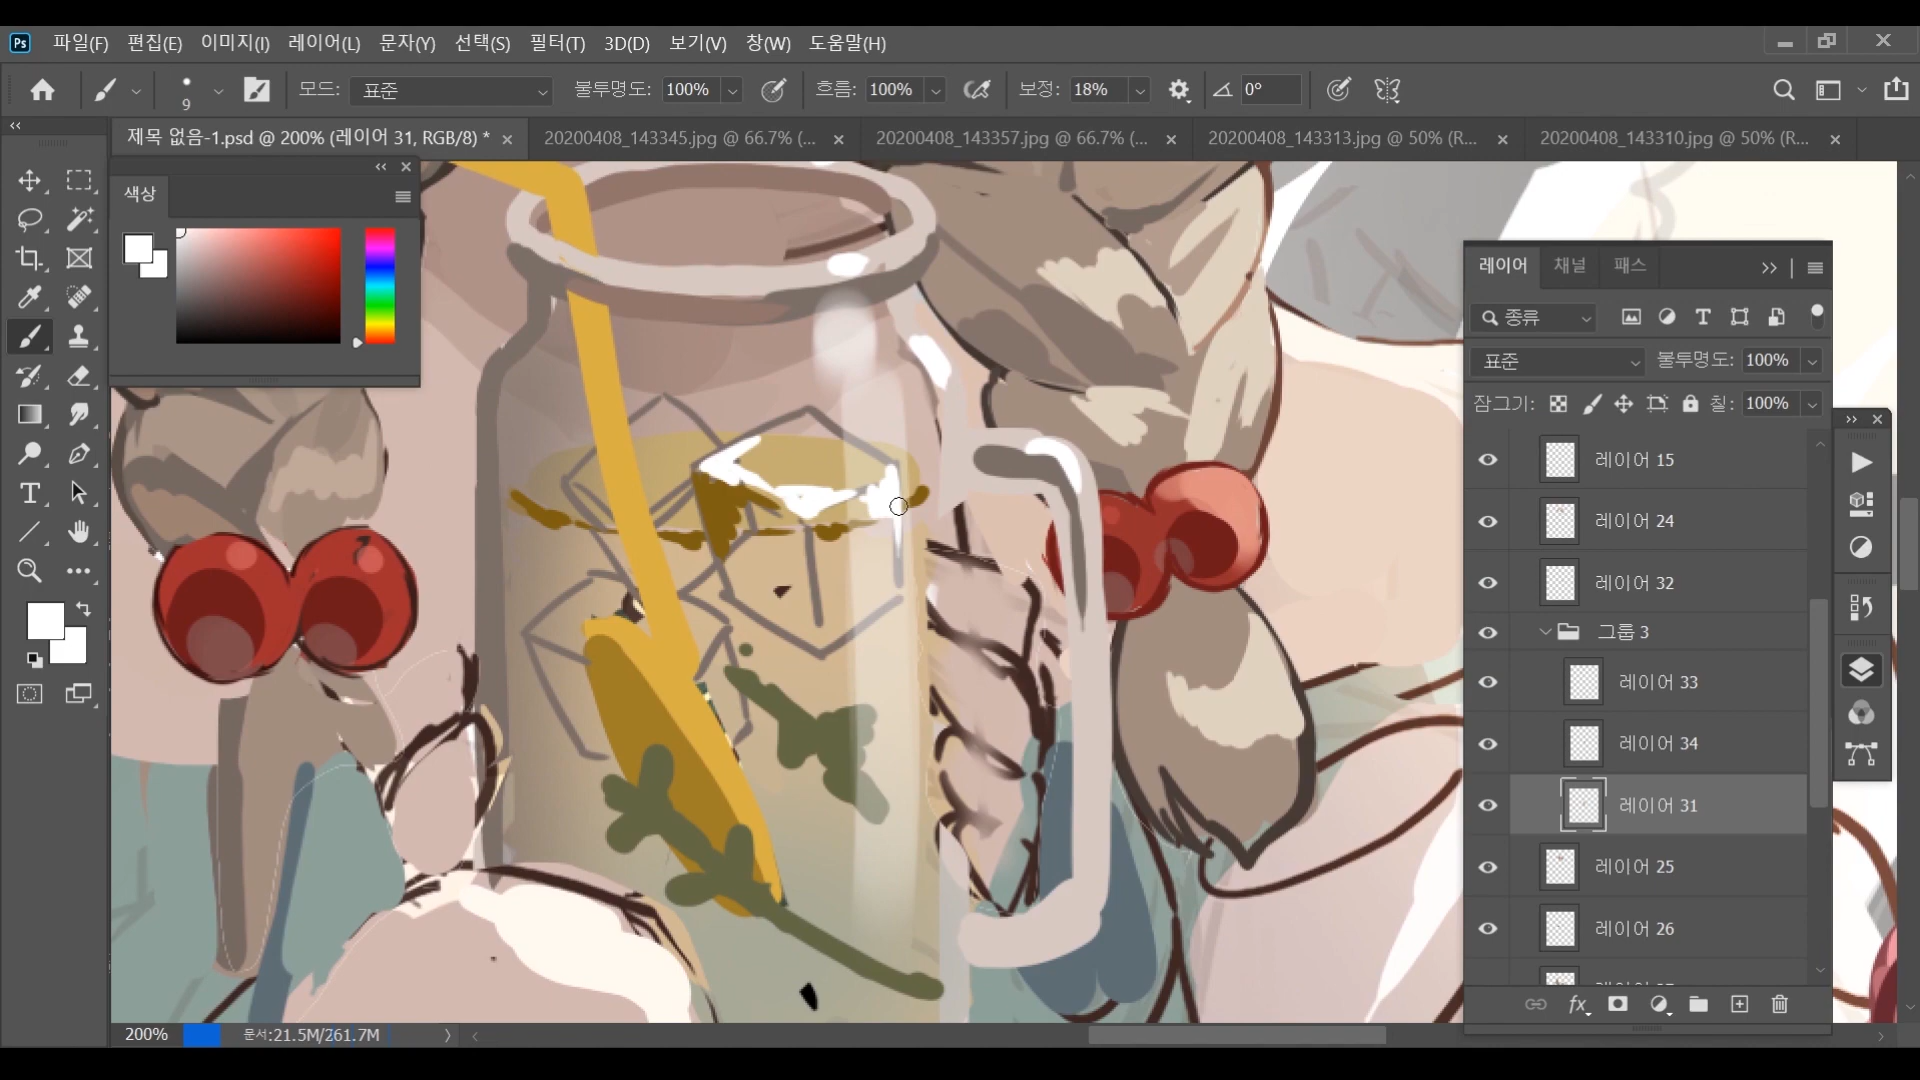 Ps 파일(F) 편집(E) 이미지(I) 레이어(L) 문자(Y) 선택(S) 필터(T) 3D(D) 보기(V) 창(W) 도움말(H)
9 모드: 표준 불투명도: 100% 흐름: 100% 보정: 18% 0°
제목 없음-1.psd @ 200% (레이어 31, RGB/8) * 20200408_143345.jpg @ 66.7% (... 20200408_143357.jpg @ 66.7% (... 20200408_143313.jpg @ 50% (R... 20200408_143310.jpg @ 50% (R...
색상
레이어 채널 패스
종류
표준 불투명도: 100%
잠그기: 칠: 100%
레이어 15
레이어 24
레이어 32
그룹 3
레이어 33
레이어 34
레이어 31
레이어 25
레이어 26
fx
200% 문서:21.5M/261.7M